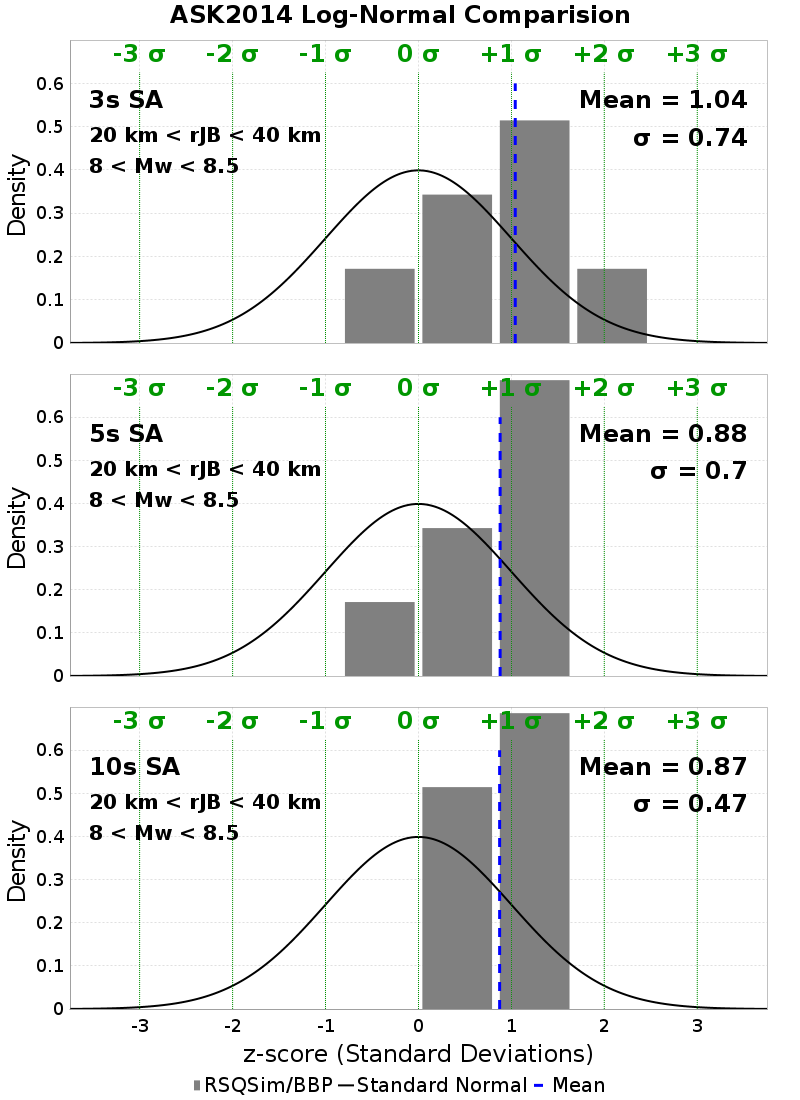 ASK2014 Log-Normal Comparision
-3 σ -2 σ -1 σ 0 σ +1 σ +2 σ +3 σ
3s SA
20 km < rJB < 40 km
8 < Mw < 8.5
Mean = 1.04
σ = 0.74
Density
0.6
0.5
0.4
0.3
0.2
0.1
0
-3 σ -2 σ -1 σ 0 σ +1 σ +2 σ +3 σ
5s SA
20 km < rJB < 40 km
8 < Mw < 8.5
Mean = 0.88
σ = 0.7
Density
0.6
0.5
0.4
0.3
0.2
0.1
0
-3 σ -2 σ -1 σ 0 σ +1 σ +2 σ +3 σ
10s SA
20 km < rJB < 40 km
8 < Mw < 8.5
Mean = 0.87
σ = 0.47
Density
0.6
0.5
0.4
0.3
0.2
0.1
0
-3 -2 -1 0 1 2 3
z-score (Standard Deviations)
RSQSim/BBP Standard Normal Mean